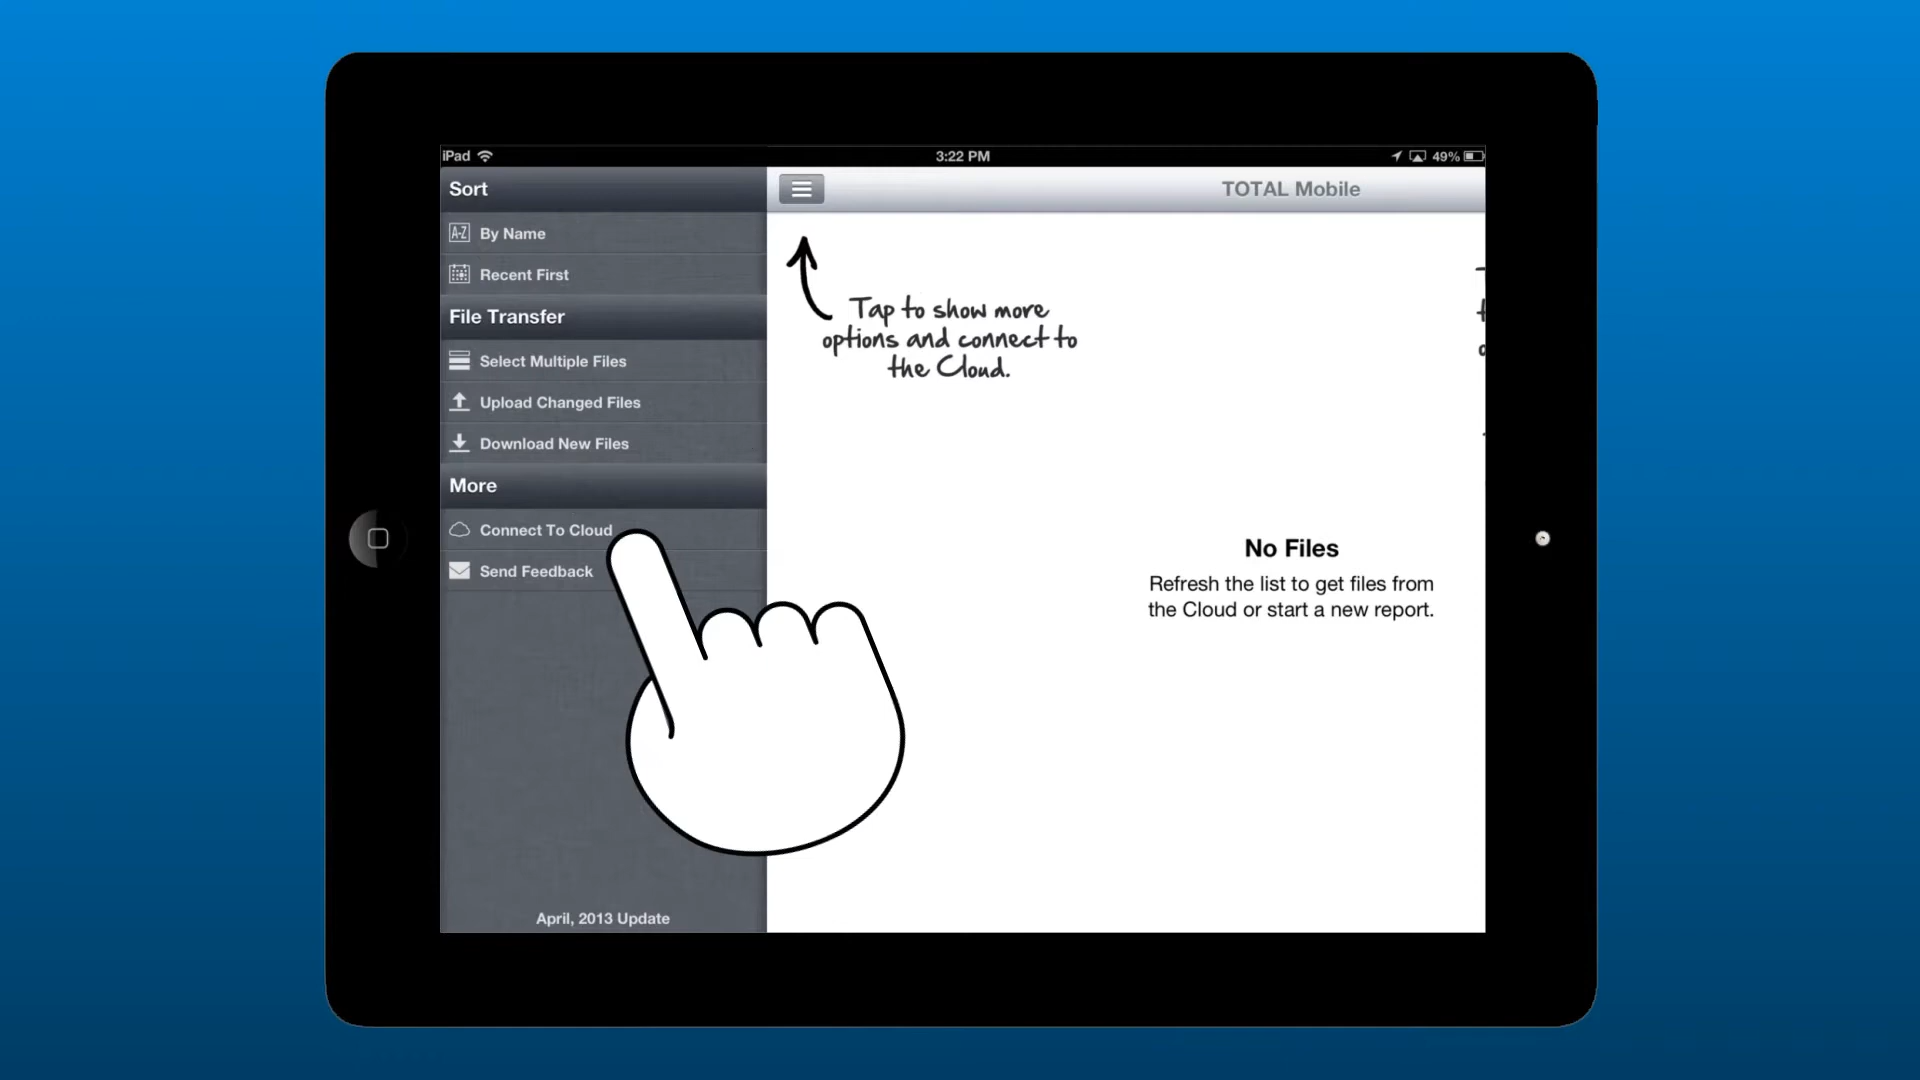 iPad
3:22 PM
49%
Sort
TOTAL Mobile
A-Z By Name
Recent First
File Transfer
Tap to show more
options and connect to
the Cloud.
Select Multiple Files
Upload Changed Files
Download New Files
More
Connect To Cloud
Send Feedback
No Files
Refresh the list to get files from
the Cloud or start a new report.
April, 2013 Update